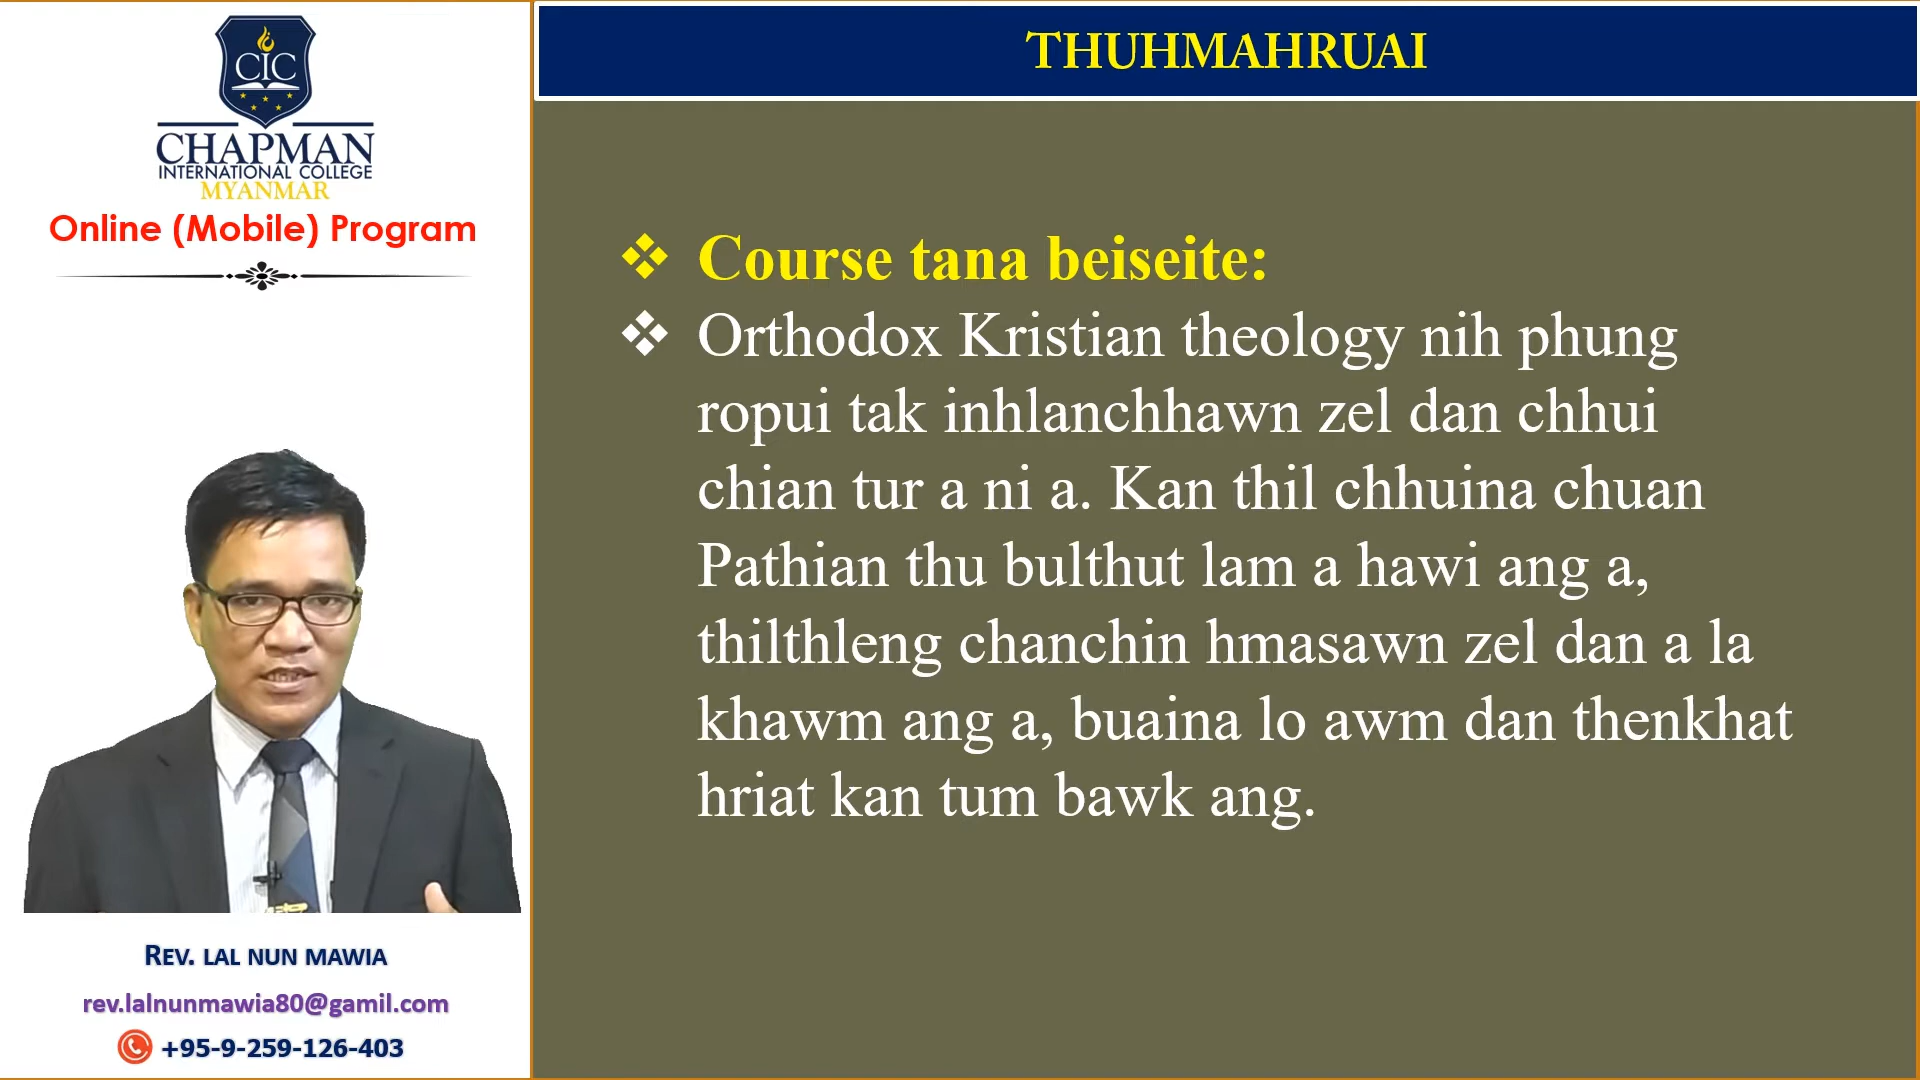 CIC
CHAPMAN
INTERNATIONAL COLLEGE
MYANMAR
Online (Mobile) Program
REV. LAL NUN MAWIA
rev.lalnunmawia80@gamil.com
+95-9-259-126-403
THUHMAHRUAI
Course tana beiseite:
Orthodox Kristian theology nih phung
ropui tak inhlanchhawn zel dan chhui
chian tur a ni a. Kan thil chhuina chuan
Pathian thu bulthut lam a hawi ang a,
thilthleng chanchin hmasawn zel dan a la
khawm ang a, buaina lo awm dan thenkhat
hriat kan tum bawk ang.